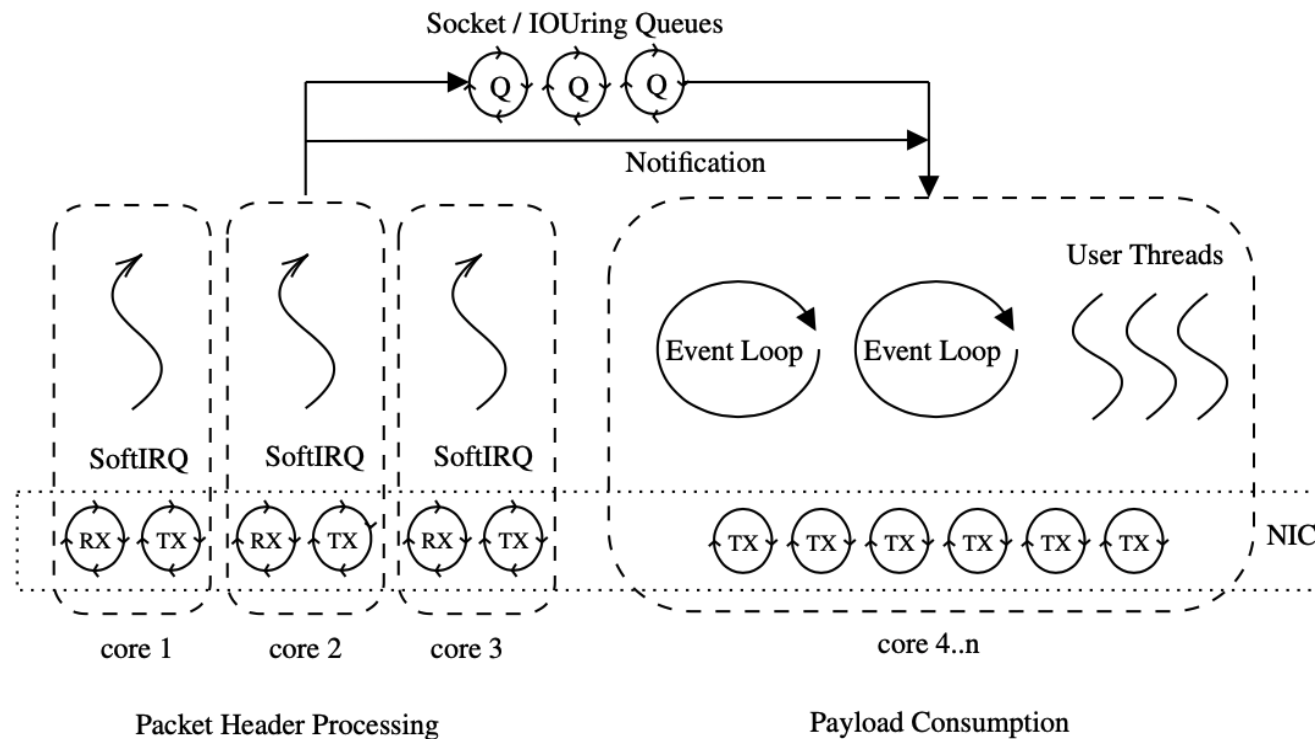 Socket / IOUring Queues
Q Q Q
Notification
User Threads
Event Loop Event Loop
SoftIRQ SoftIRQ SoftIRQ
RX TX RX TX RX TX TX TX TX TX TX TX NIC
core 1 core 2 core 3 core 4..n
Packet Header Processing Payload Consumption